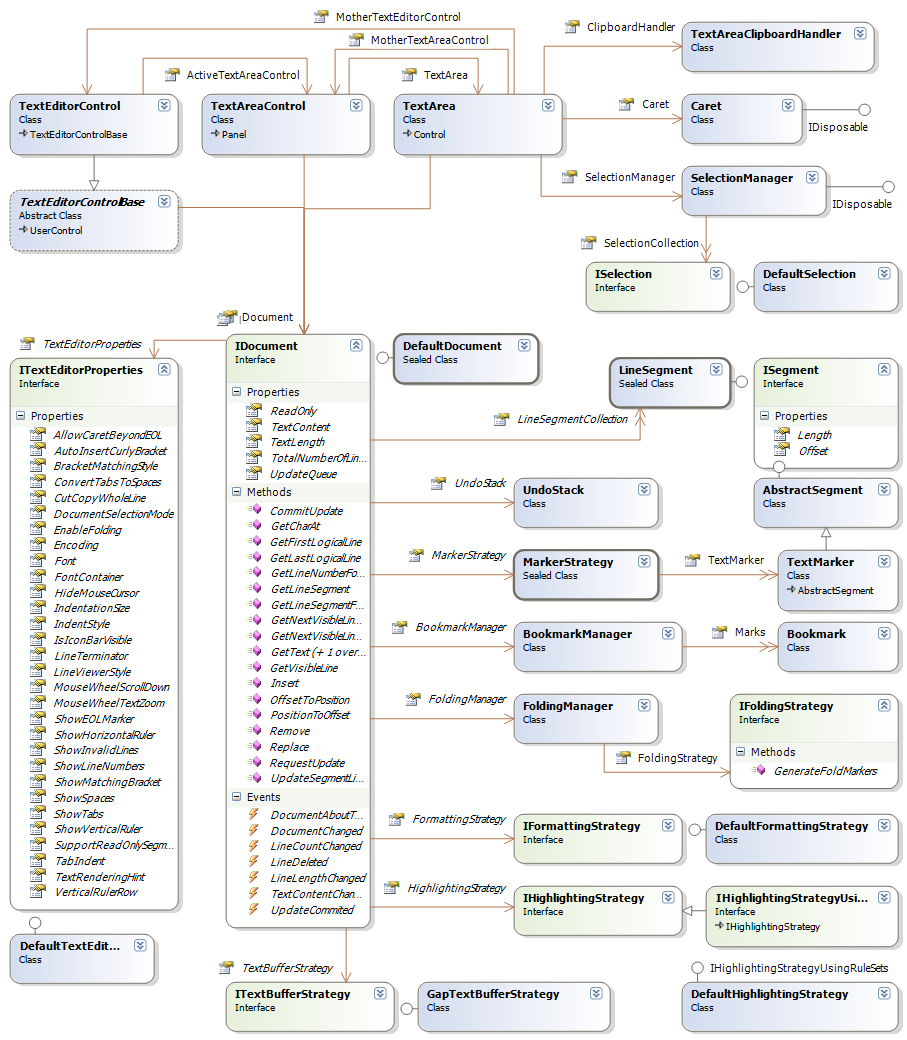 MotherTextEditorControl
ClipboardHandler
MotherTextAreaControl
ActiveTextAreaControl
TextArea
TextAreaClipboardHandler
Class
TextEditorControl
Class
TextEditorControlBase
TextAreaControl
Class
Panel
TextArea
Class
Control
Caret
Caret
Class
IDisposable
SelectionManager
SelectionManager
Class
IDisposable
TextEditorControlBase
Abstract Class
UserControl
SelectionCollection
ISelection
Interface
DefaultSelection
Class
Document
TextEditorProperties
ITextEditorProperties
Interface
Properties
AllowCaretBeyondEOL
AutoInsertCurlyBracket
BracketMatchingStyle
ConvertTabsToSpaces
CutCopyWholeLine
DocumentSelectionMode
EnableFolding
Encoding
Font
FontContainer
HideMouseCursor
IndentationSize
IndentStyle
IsIconBarVisible
LineTerminator
LineViewerStyle
MouseWheelScrollDown
MouseWheelTextZoom
ShowEOLMarker
ShowHorizontalRuler
ShowInvalidLines
ShowLineNumbers
ShowMatchingBracket
ShowSpaces
ShowTabs
ShowVerticalRuler
SupportReadOnlySegm...
TabIndent
TextRenderingHint
VerticalRulerRow
DefaultTextEdit...
Class
IDocument
Interface
Properties
ReadOnly
TextContent
TextLength
TotalNumberOfLin...
UpdateQueue
Methods
CommitUpdate
GetCharAt
GetFirstLogicalLine
GetLastLogicalLine
GetLineNumberFo...
GetLineSegment
GetLineSegmentF...
GetNextVisibleLin...
GetNextVisibleLin...
GetText (+ 1 over...
GetVisibleLine
Insert
OffsetToPosition
PositionToOffset
Remove
Replace
RequestUpdate
UpdateSegmentLi...
Events
DocumentAboutT...
DocumentChanged
LineCountChanged
LineDeleted
LineLengthChanged
TextContentChan...
UpdateCommited
DefaultDocument
Sealed Class
LineSegment
Sealed Class
ISegment
Interface
Properties
Length
Offset
LineSegmentCollection
UndoStack
UndoStack
Class
AbstractSegment
Class
MarkerStrategy
MarkerStrategy
Sealed Class
TextMarker
TextMarker
Class
AbstractSegment
BookmarkManager
BookmarkManager
Class
Marks
Bookmark
Class
FoldingManager
FoldingManager
Class
FoldingStrategy
IFoldingStrategy
Interface
Methods
GenerateFoldMarkers
FormattingStrategy
IFormattingStrategy
Interface
DefaultFormattingStrategy
Class
HighlightingStrategy
IHighlightingStrategy
Interface
IHighlightingStrategyUsi...
Interface
IHighlightingStrategy
TextBufferStrategy
ITextBufferStrategy
Interface
GapTextBufferStrategy
Class
IHighlightingStrategyUsingRuleSets
DefaultHighlightingStrategy
Class